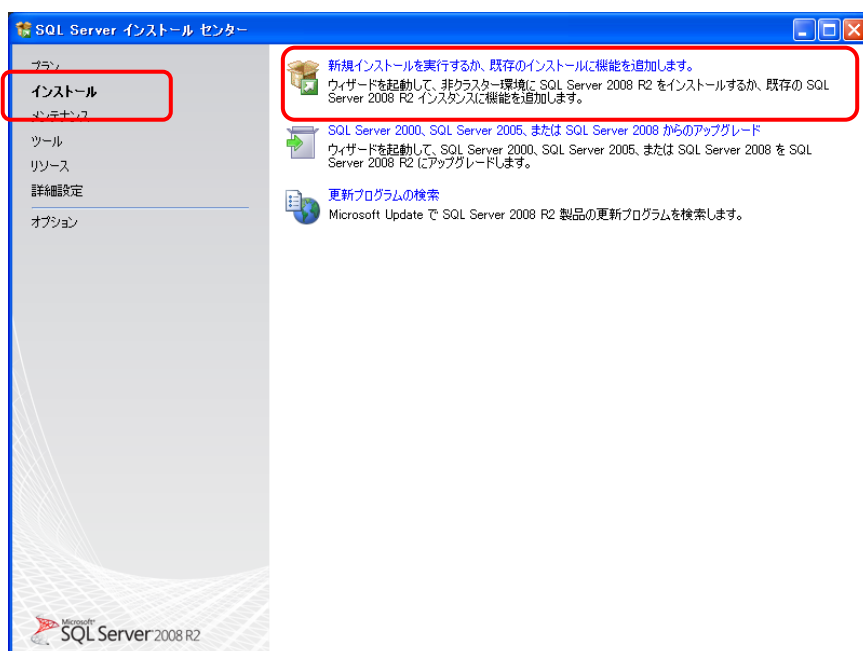 SQL Server インストール センター
プラン
インストール
メンテナンス
ツール
リソース
詳細設定
オプション
新規インストールを実行するか、既存のインストールに機能を追加します。
ウィザードを起動して、非クラスター環境に SQL Server 2008 R2 をインストールするか、既存の SQL
Server 2008 R2 インスタンスに機能を追加します。
SQL Server 2000、SQL Server 2005、または SQL Server 2008 からのアップグレード
ウィザードを起動して、SQL Server 2000、SQL Server 2005、または SQL Server 2008 を SQL
Server 2008 R2 にアップグレードします。
更新プログラムの検索
Microsoft Update で SQL Server 2008 R2 製品の更新プログラムを検索します。
Microsoft
SQL Server 2008 R2